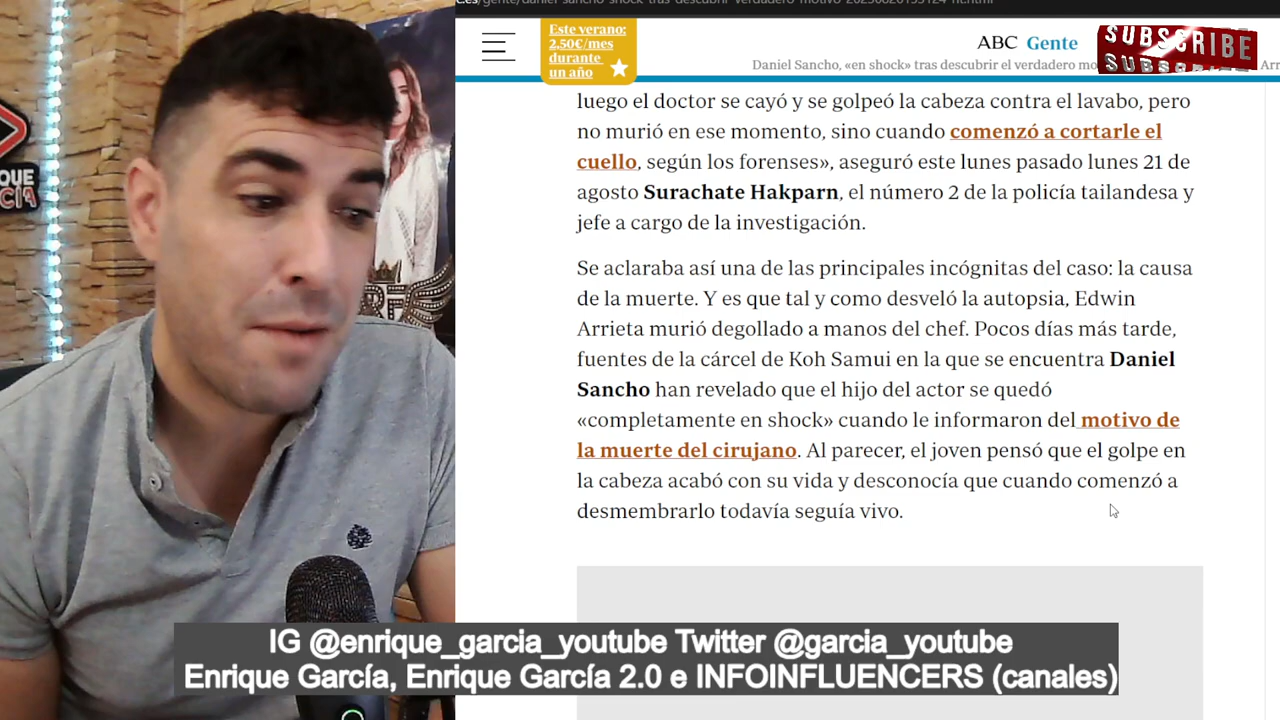 Este verano:
2,50€/mes
durante
un año
ABC Gente
SUBSCRIBE
Daniel Sancho, «en shock» tras descubrir el verdadero
luego el doctor se cayó y se golpeó la cabeza contra el lavabo, pero
no murió en ese momento, sino cuando comenzó a cortarle el
cuello, según los forenses», aseguró este lunes pasado lunes 21 de
agosto Surachate Hakparn, el número 2 de la policía tailandesa y
jefe a cargo de la investigación.
Se aclaraba así una de las principales incógnitas del caso: la causa
de la muerte. Y es que tal y como desveló la autopsia, Edwin
Arrieta murió degollado a manos del chef. Pocos días más tarde,
fuentes de la cárcel de Koh Samui en la que se encuentra Daniel
Sancho han revelado que el hijo del actor se quedó
«completamente en shock» cuando le informaron del motivo de
la muerte del cirujano. Al parecer, el joven pensó que el golpe en
la cabeza acabó con su vida y desconocía que cuando comenzó a
desmembrarlo todavía seguía vivo.
IG @enrique_garcia_youtube Twitter @garcia_youtube
Enrique García, Enrique García 2.0 e INFOINFLUENCERS (canales)